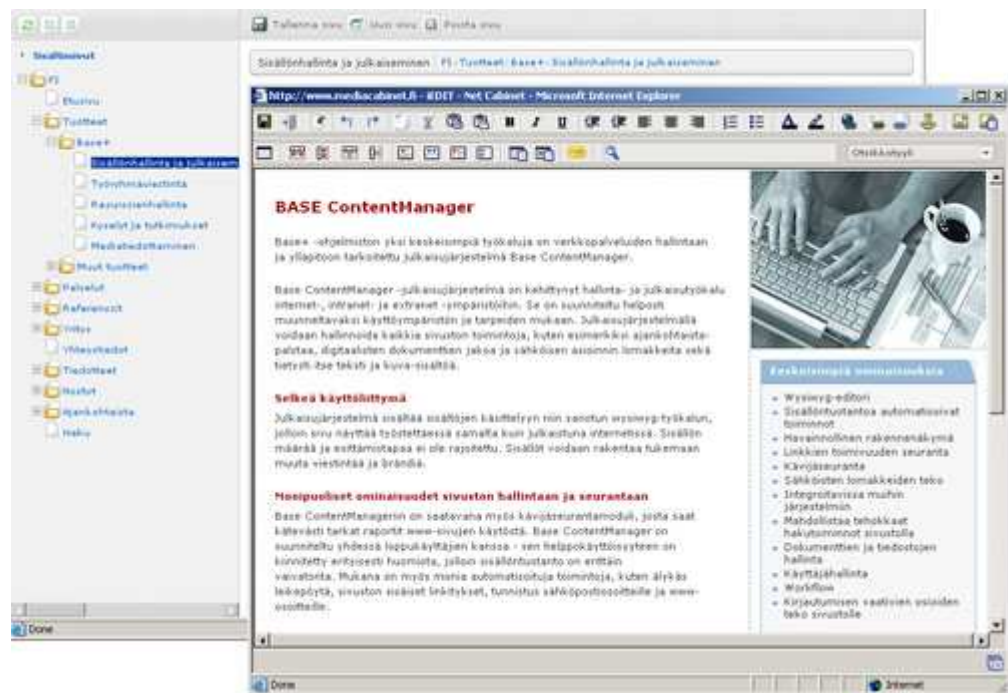 Tallenna sivu Uusi sivu Poista sivu
Sisältösivut
FI
Etusivu
Tuotteet
Base+
Sisällönhallinta ja julkaisem
Työryhmäviestintä
Resurssienhallinta
Kyselyt ja tutkimukset
Mediatiedottaminen
Muut tuotteet
Palvelut
Referenssit
Yritys
Yhteystiedot
Tiedotteet
Nostot
Ajankohtaista
Haku
Done
Sisällönhallinta ja julkaiseminen FI Tuotteet Base+ Sisällönhallinta ja julkaiseminen
http://www.mediacabinet.fi - EDIT - Net Cabinet - Microsoft Internet Explorer
Otsikkotyyli
BASE ContentManager
Base+ -ohjelmiston yksi keskeisimpiä työkaluja on verkkopalveluiden hallintaan
ja ylläpitoon tarkoitettu julkaisujärjestelmä Base ContentManager.
Base ContentManager -julkaisujärjestelmä on kehittynyt hallinta- ja julkaisutyökalu
internet-, intranet- ja extranet -ympäristöihin. Se on suunniteltu helposti
muunneltavaksi käyttöympäristön ja tarpeiden mukaan. Julkaisujärjestelmällä
voidaan hallinnoida kaikkia sivuston toimintoja, kuten esimerkiksi ajankohtaista-
palstaa, digitaalisten dokumenttien jakoa ja sähköisen asioinnin lomakkeita sekä
tietysti itse teksti ja kuva-sisältöä.
Selkeä käyttöliittymä
Julkaisujärjestelmä sisältää sisältöjen käsittelyyn niin sanotun wysiwyg-työkalun,
jolloin sivu näyttää työstettäessä samalta kuin julkaistuna internetissä. Sisällön
määrää ja esittämistapaa ei ole rajoitettu. Sisällöt voidaan rakentaa tukemaan
muuta viestintää ja brändiä.
Monipuoliset ominaisuudet sivuston hallintaan ja seurantaan
Base ContentManageriin on saatavana myös kävijäseurantamoduli, josta saat
kätevästi tarkat raportit www-sivujen käytöstä. Base ContentManager on
suunniteltu yhdessä loppukäyttäjien kanssa - sen helppokäyttöisyyteen on
kiinnitetty erityisesti huomiota, jolloin sisällöntuotanto on erittäin
vaivatonta. Mukana on myös monia automatisoituja toimintoja, kuten älykäs
leikepöytä, sivuston sisäiset linkitykset, tunnistus sähköpostiosoitteille ja www-
osoitteille.
Keskeisimpiä ominaisuuksia
Wysiwyg-editori
Sisällöntuotantoa automatisoivat
toiminnot
Havainnollinen rakennenäkymä
Linkkien toimivuuden seuranta
Kävijäseuranta
Sähköisten lomakkeiden teko
Integroitavissa muihin
järjestelmiin
Mahdollistaa tehokkaat
hakutoiminnot sivustolla
Dokumenttien ja tiedostojen
hallinta
Käyttäjähallinta
Workflow
Kirjautumisen vaativien osioiden
teko sivustolle
Done
Internet